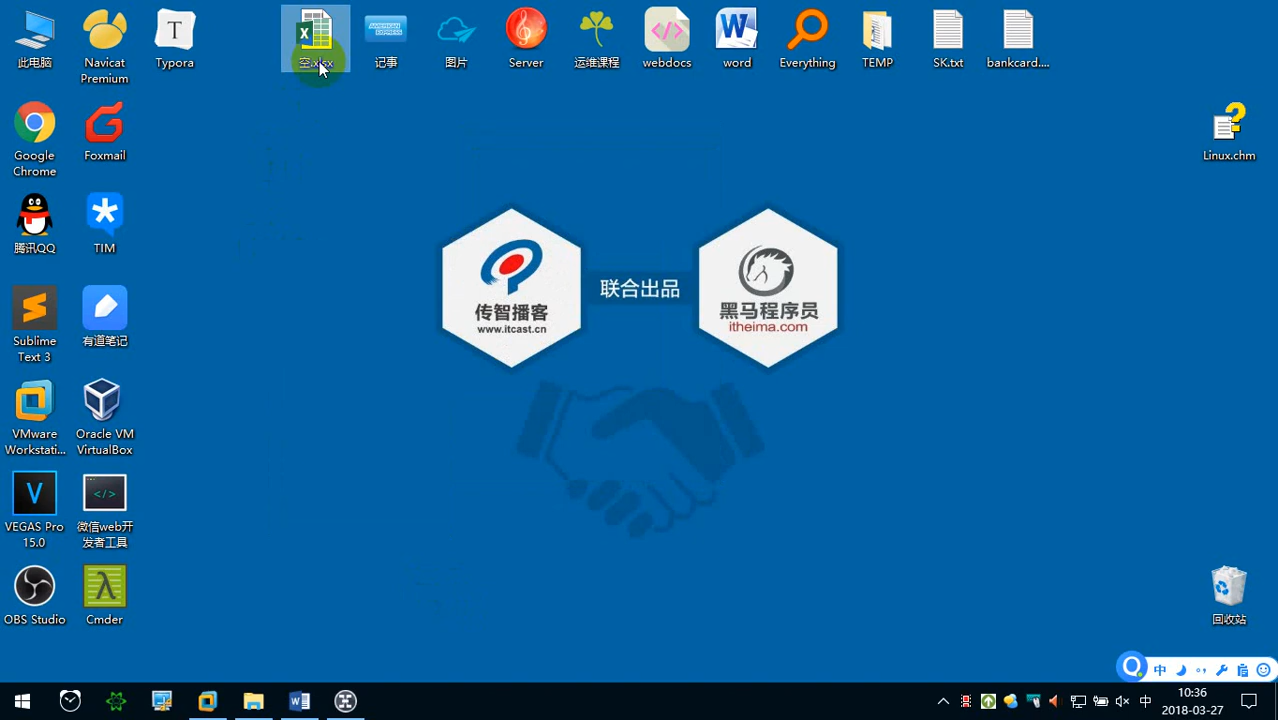 此电脑
Navicat
Premium
Typora
空.xlsx
记事
图片
Server
运维课程
webdocs
word
Everything
TEMP
SK.txt
bankcard....
Google
Chrome
Foxmail
Linux.chm
腾讯QQ
TIM
传智播客
www.itcast.cn
联合出品
黑马程序员
itheima.com
Sublime
Text 3
有道笔记
VMware
Workstati...
Oracle VM
VirtualBox
VEGAS Pro
15.0
微信web开
发者工具
OBS Studio
Cmder
回收站
中
中
10:36
2018-03-27